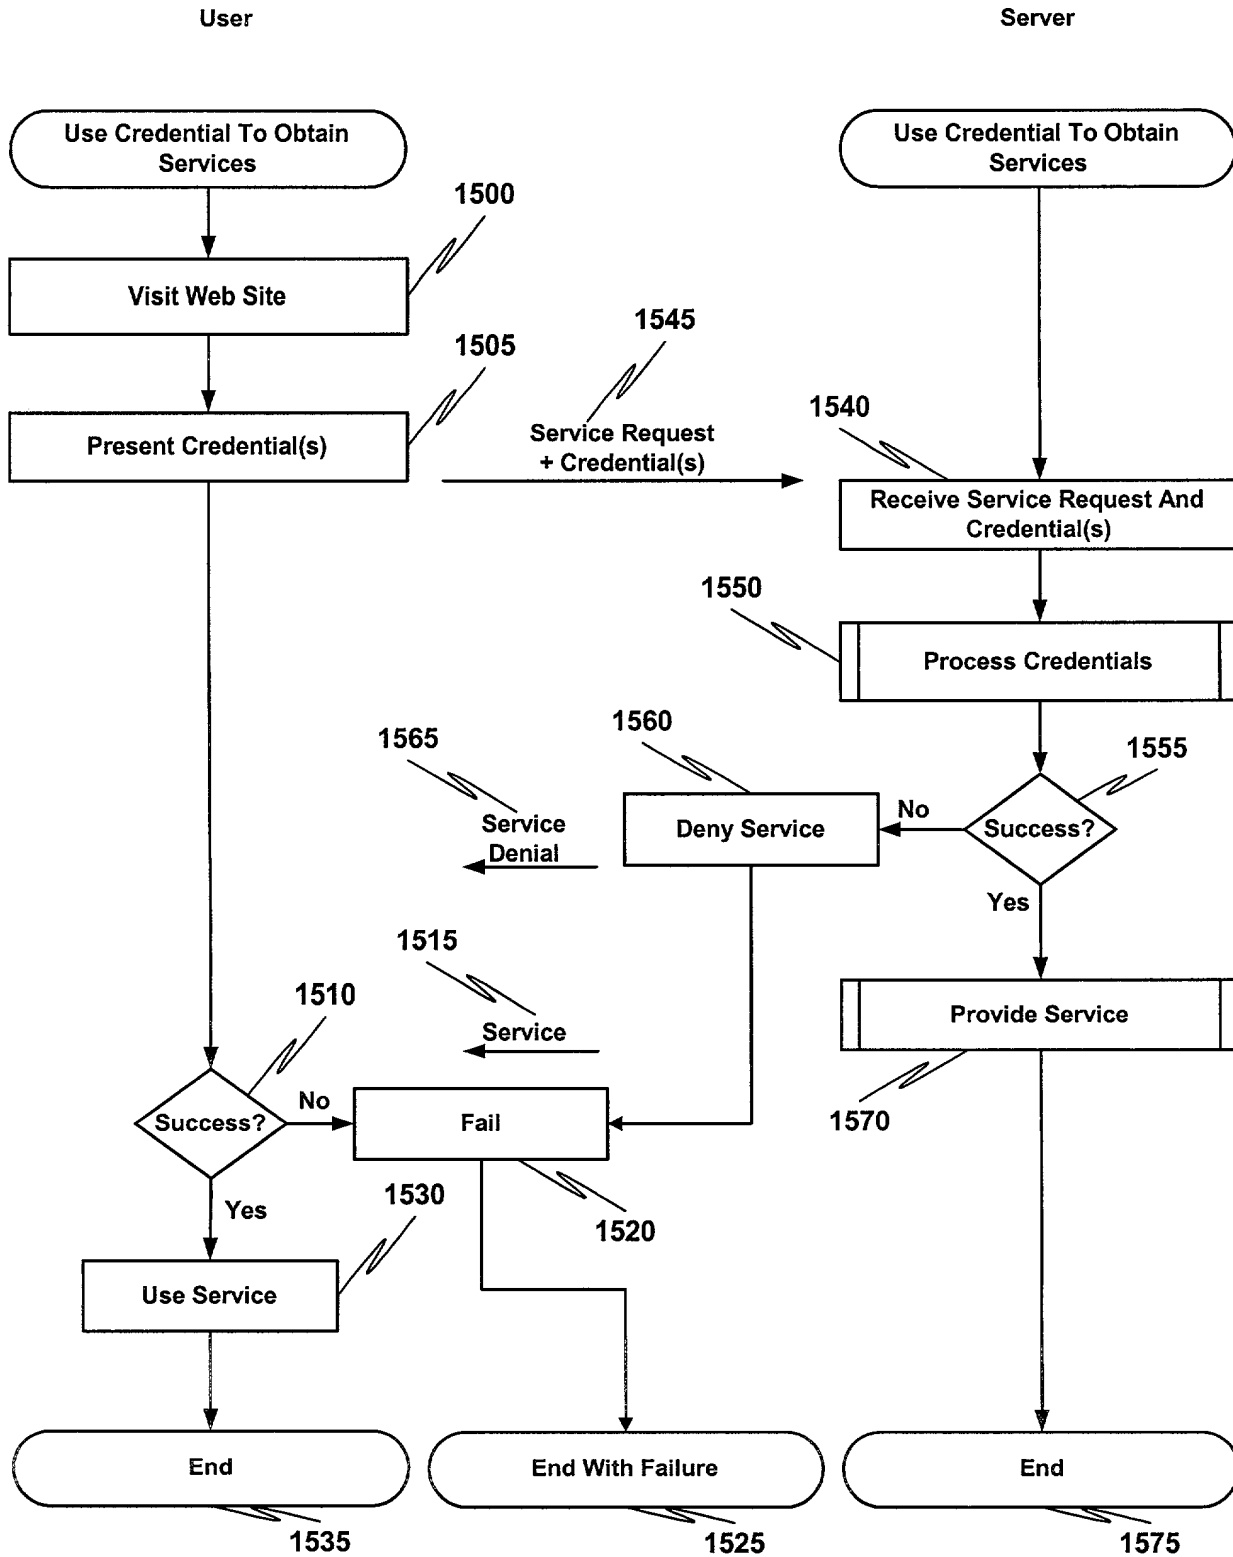 User
Server
Use Credential To Obtain
Services
Use Credential To Obtain
Services
1500
Visit Web Site
1545
1505
Present Credential(s)
Service Request
+ Credential(s)
1540
Receive Service Request And
Credential(s)
1550
Process Credentials
1560
1565
1555
Service
Denial
Deny Service
No
Success?
Yes
1515
Service
1510
Provide Service
1570
Success?
No
Fail
Yes
1530
1520
Use Service
End
End With Failure
End
1535
1525
1575